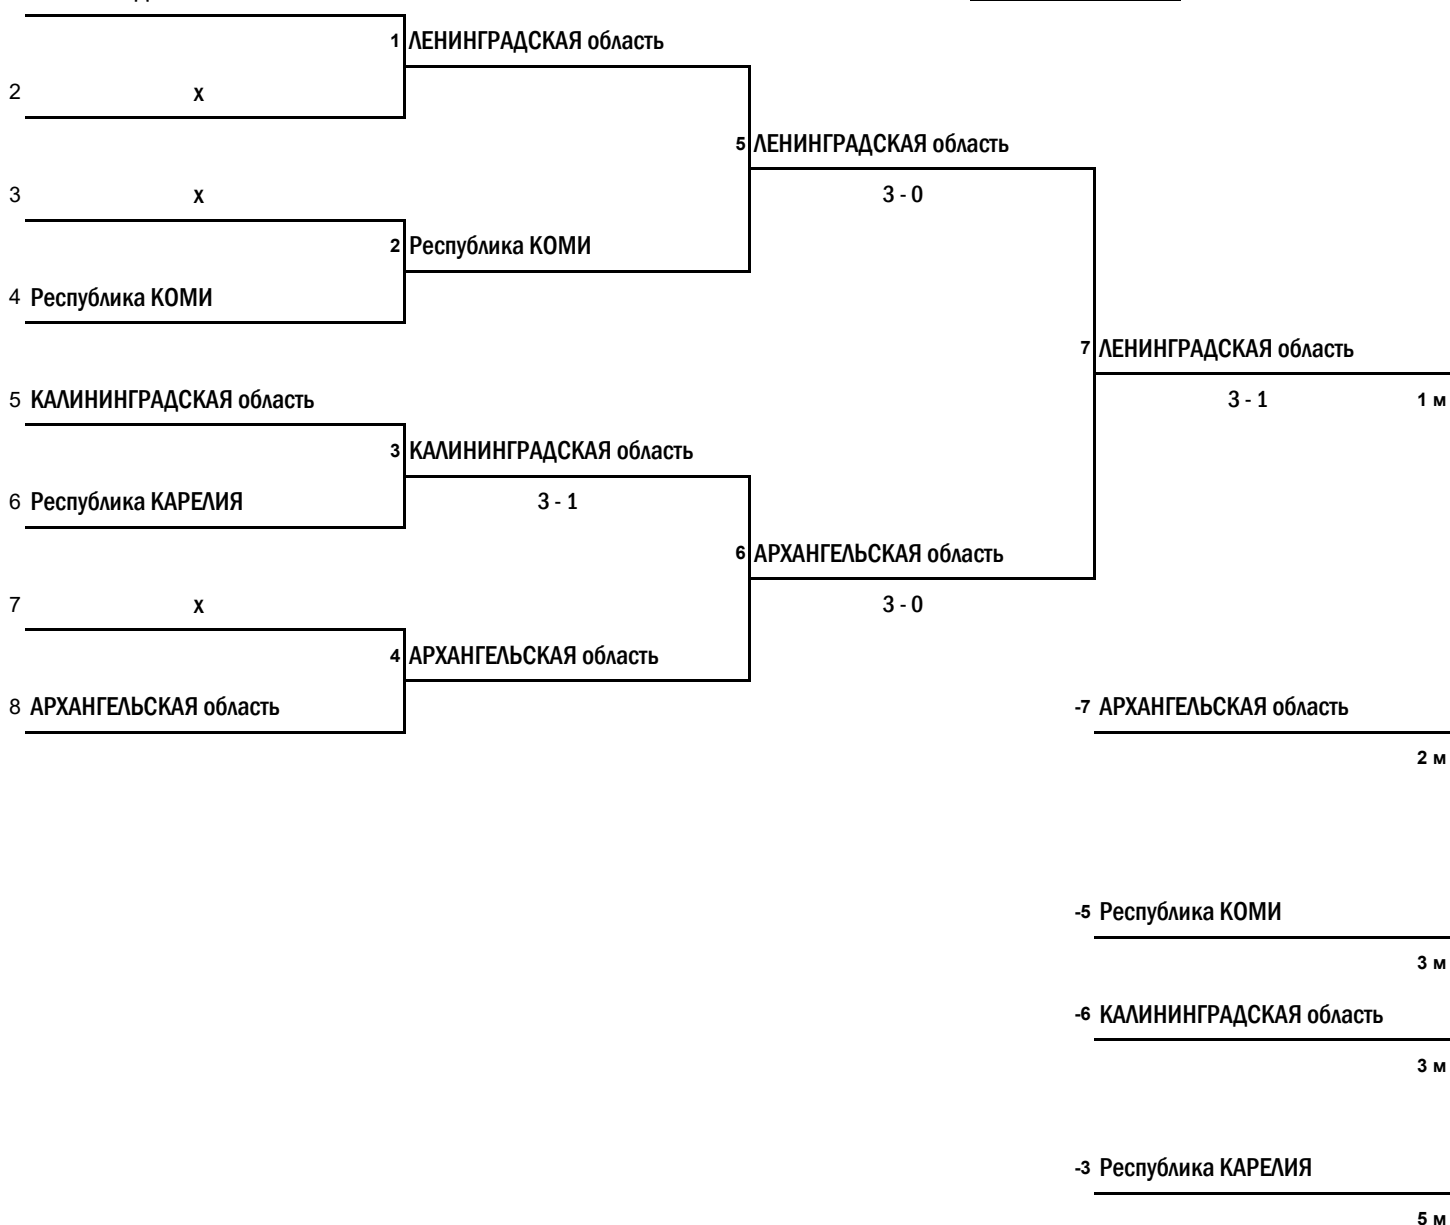 1 ЛЕНИНГРАДСКАЯ область
2 х
5 ЛЕНИНГРАДСКАЯ область
3 х
3 - 0
2 Республика КОМИ
4 Республика КОМИ
7 ЛЕНИНГРАДСКАЯ область
5 КАЛИНИНГРАДСКАЯ область
3 - 1
1 м
3 КАЛИНИНГРАДСКАЯ область
6 Республика КАРЕЛИЯ
3 - 1
6 АРХАНГЕЛЬСКАЯ область
7 х
3 - 0
4 АРХАНГЕЛЬСКАЯ область
8 АРХАНГЕЛЬСКАЯ область
-7 АРХАНГЕЛЬСКАЯ область
2 м
-5 Республика КОМИ
3 м
-6 КАЛИНИНГРАДСКАЯ область
3 м
-3 Республика КАРЕЛИЯ
5 м